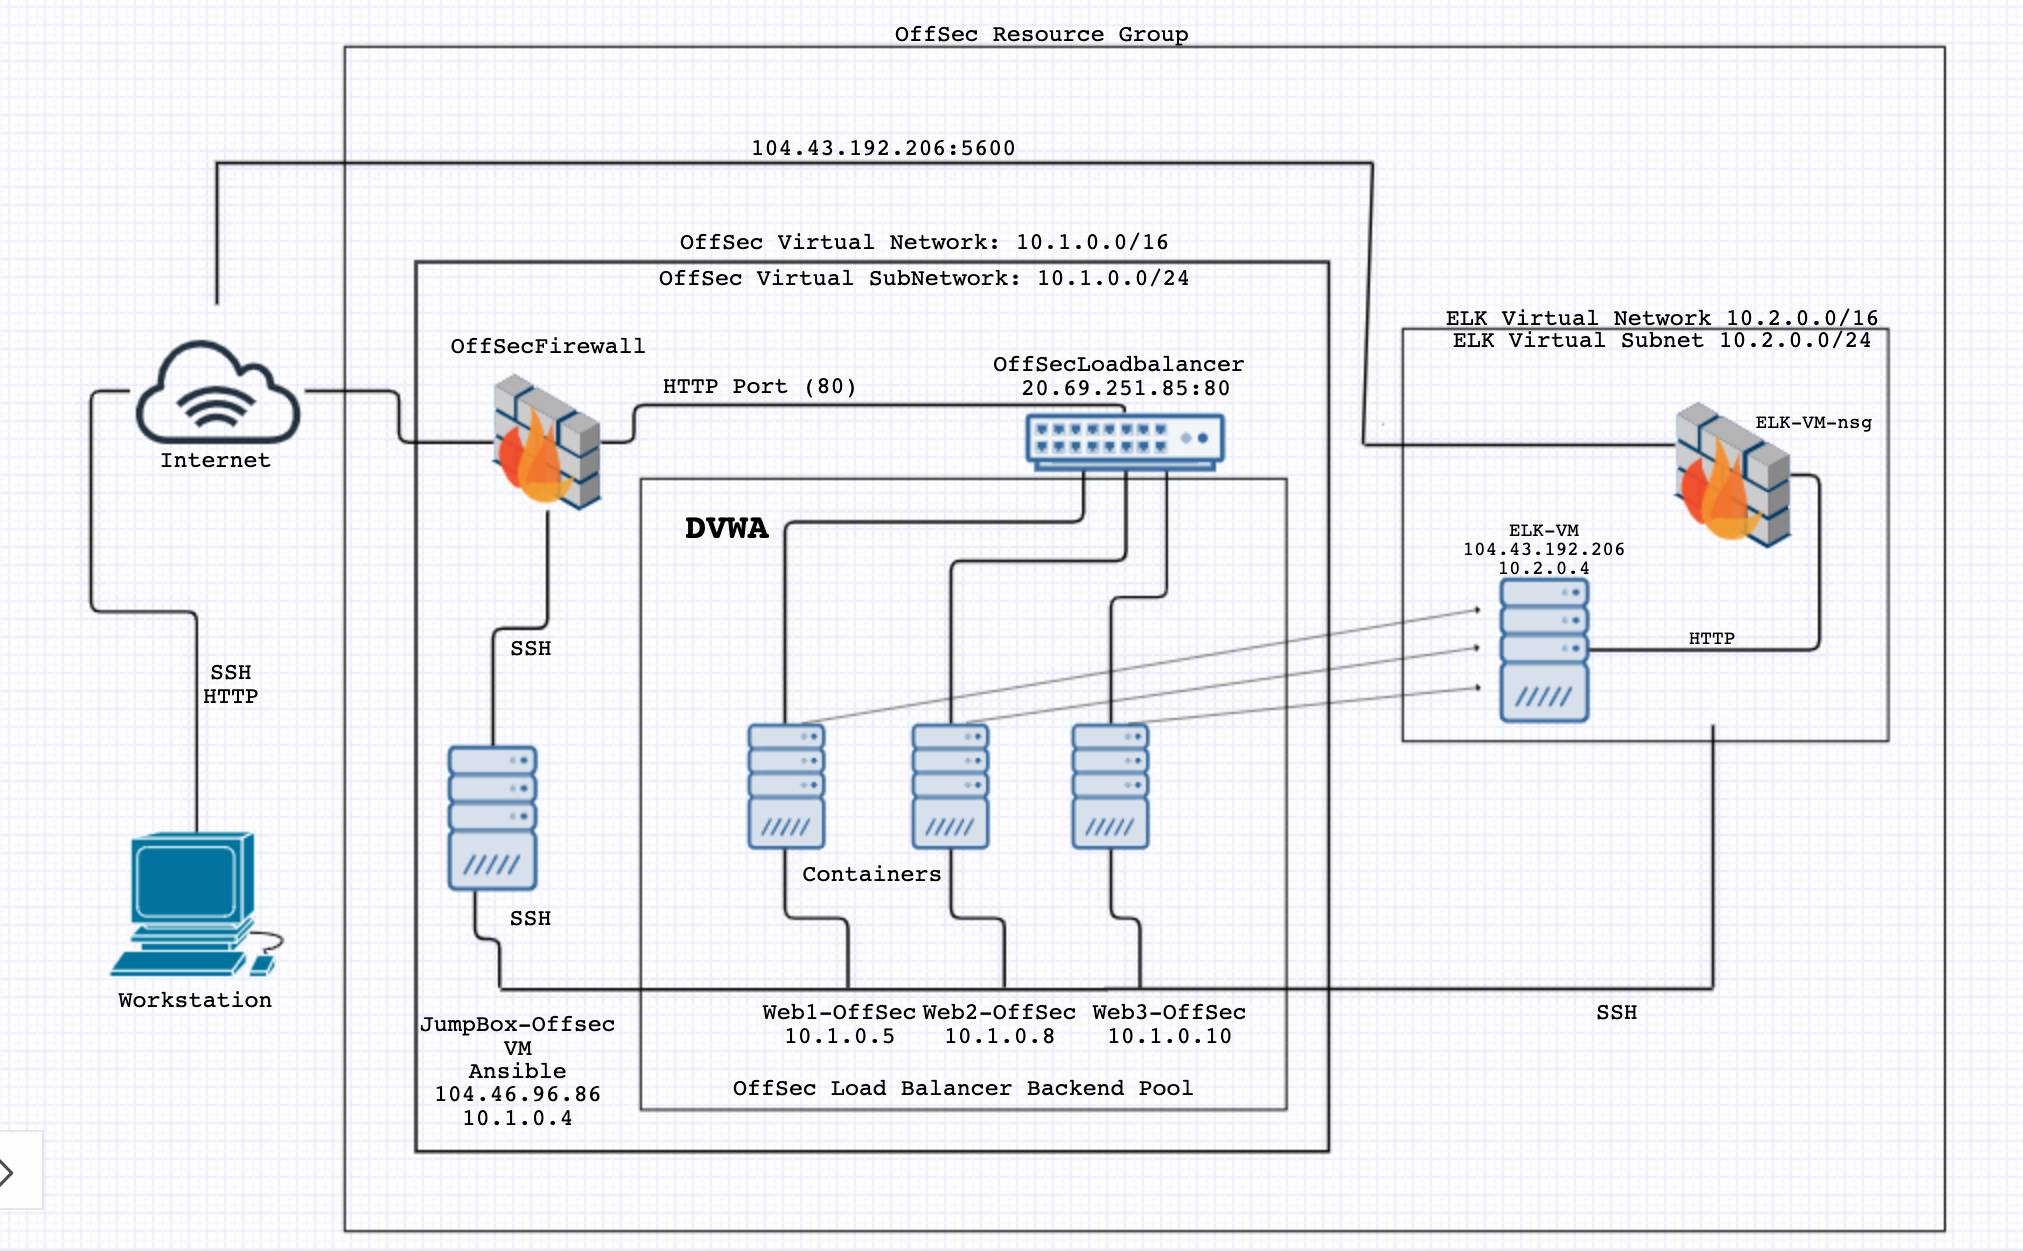 OffSec Resource Group
104.43.192.206:5600
OffSec Virtual Network: 10.1.0.0/16
OffSec Virtual SubNetwork: 10.1.0.0/24
ELK Virtual Network 10.2.0.0/16
ELK Virtual Subnet 10.2.0.0/24
OffSecFirewall
HTTP Port (80)
OffSecLoadbalancer
20.69.251.85:80
ELK-VM-nsg
Internet
DVWA
ELK-VM
104.43.192.206
10.2.0.4
HTTP
SSH
SSH
HTTP
Containers
SSH
Workstation
JumpBox-Offsec
VM
Ansible
104.46.96.86
10.1.0.4
Web1-OffSec
10.1.0.5
Web2-OffSec
10.1.0.8
Web3-OffSec
10.1.0.10
SSH
OffSec Load Balancer Backend Pool